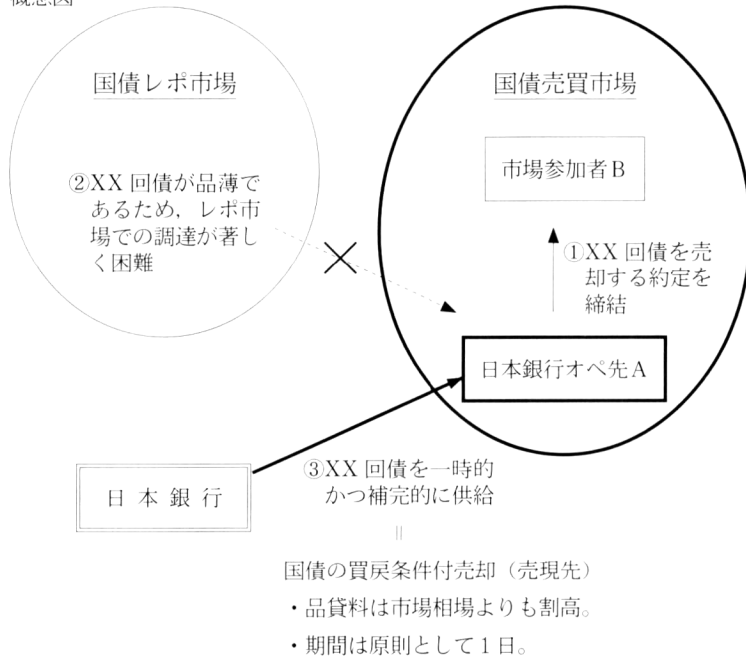 国債レポ市場
②XX 回債が品薄で
あるため，レポ市
場での調達が著し
く困難
国債売買市場
市場参加者B
①XX 回債を売
却する約定を
締結
日本銀行オペ先A
日本銀行
③XX 回債を一時的
かつ補完的に供給
||
国債の買戻条件付売却（売現先）
・品貸料は市場相場よりも割高。
・期間は原則として1日。